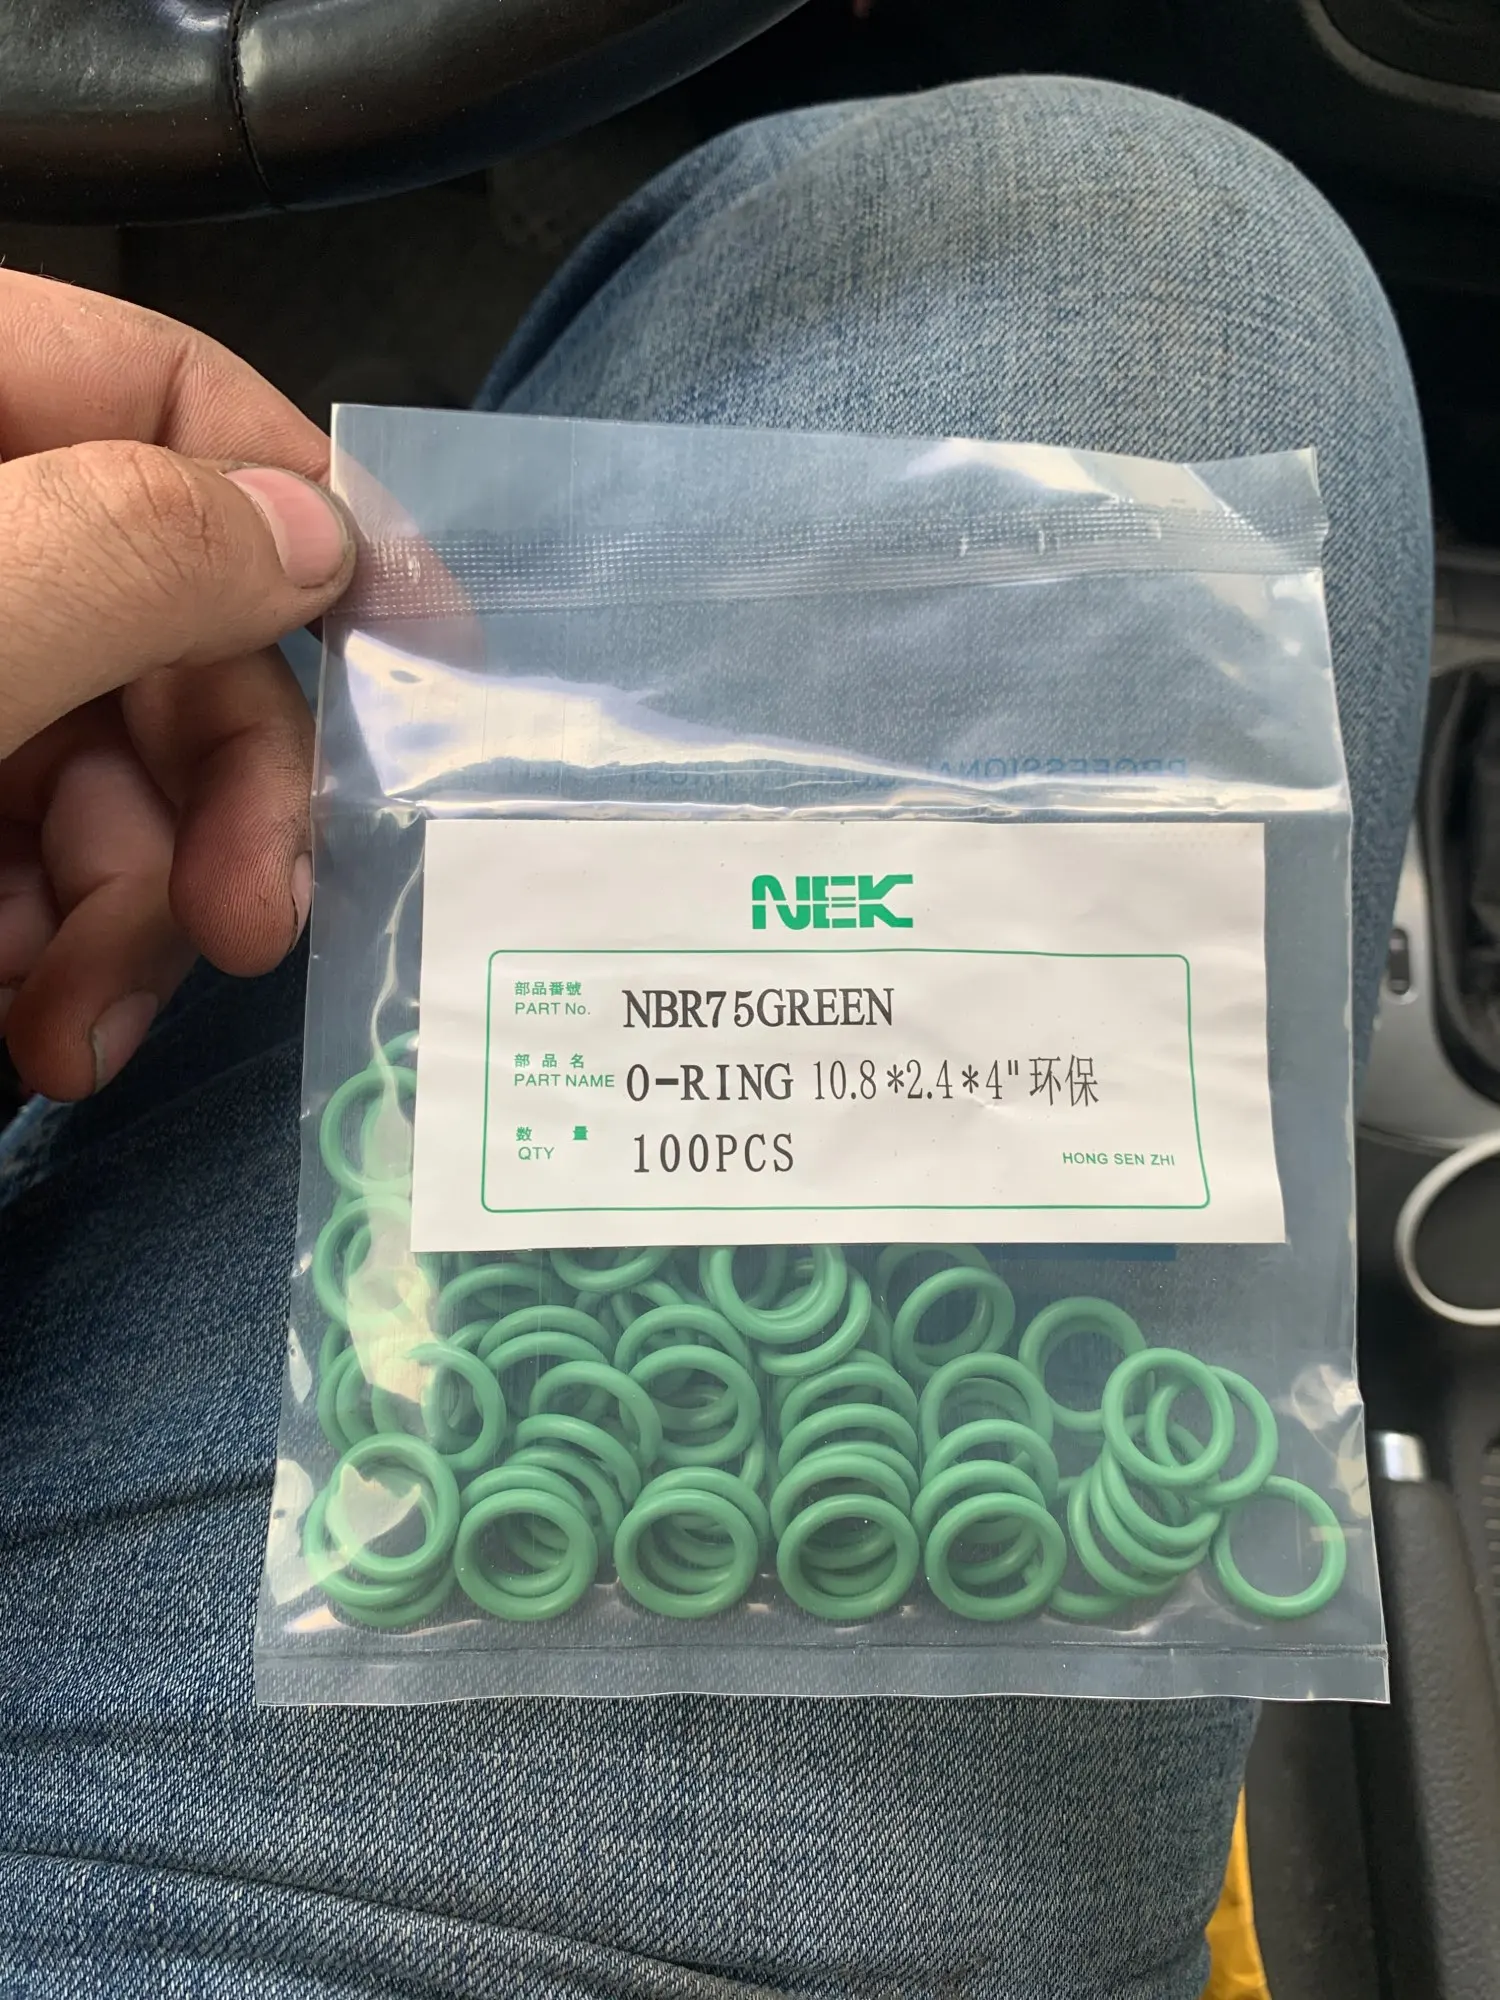 PROFESSIONAL
NEK
部品番號
PART No. NBR75GREEN
部品名
PART NAME O-RING 10.8*2.4*4"环保
数量
QTY 100PCS
HONG SEN ZHI